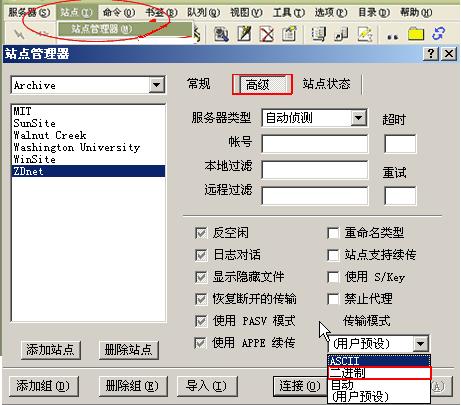 服务器(S) 站点(I) 命令(O) 书签(B) 队列(Q) 视图(V) 工具(T) 选项(P) 目录(D) 帮助(H)
站点管理器(M)
站点管理器
Archive
常规 高级 站点状态
MIT
SunSite
Walnut Creek
Washington University
WinSite
ZDnet
服务器类型 自动侦测 超时
帐号
本地过滤 重试
远程过滤
反空闲 重命名类型
日志对话 站点支持续传
显示隐藏文件 使用 S/Key
恢复断开的传输 禁止代理
使用 PASV 模式 传输模式
使用 APPE 续传 (用户预设)
添加站点 删除站点
ASCII
二进制
自动
(用户预设)
添加组(D) 删除组(E) 导入(I) 连接(
A)